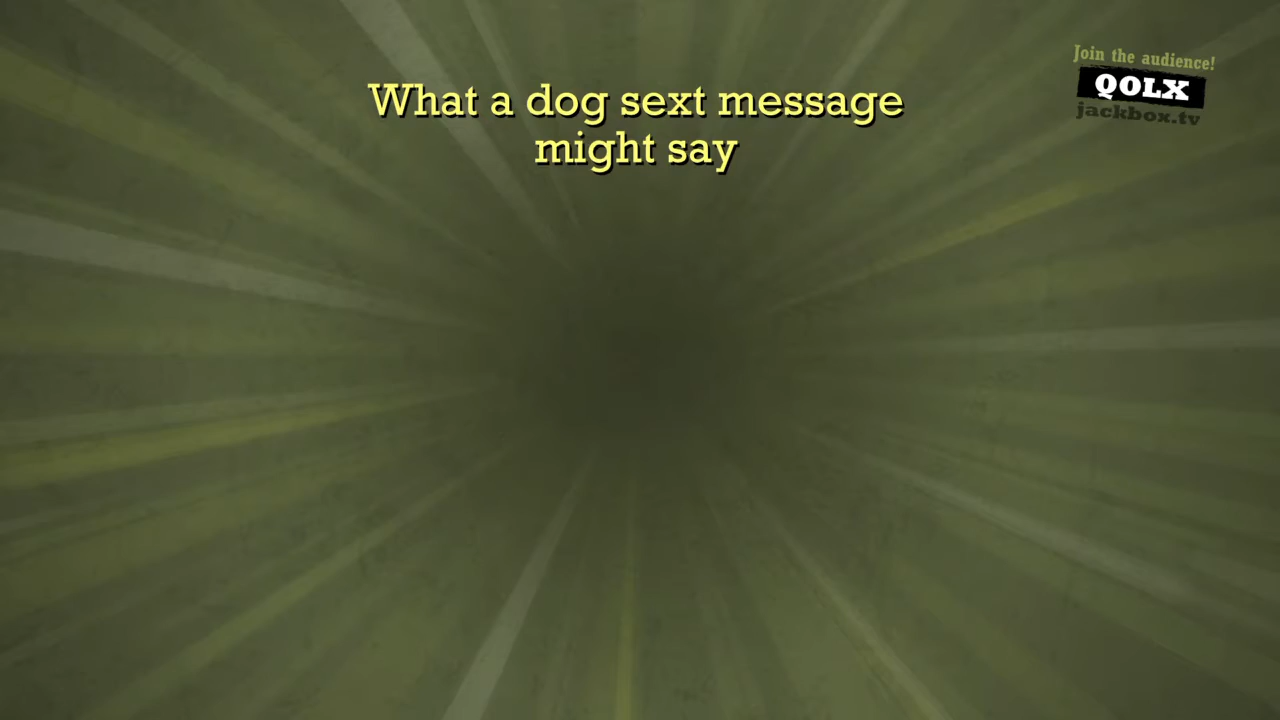 What a dog sext message
might say
Join the audience!
QOLX
jackbox.tv